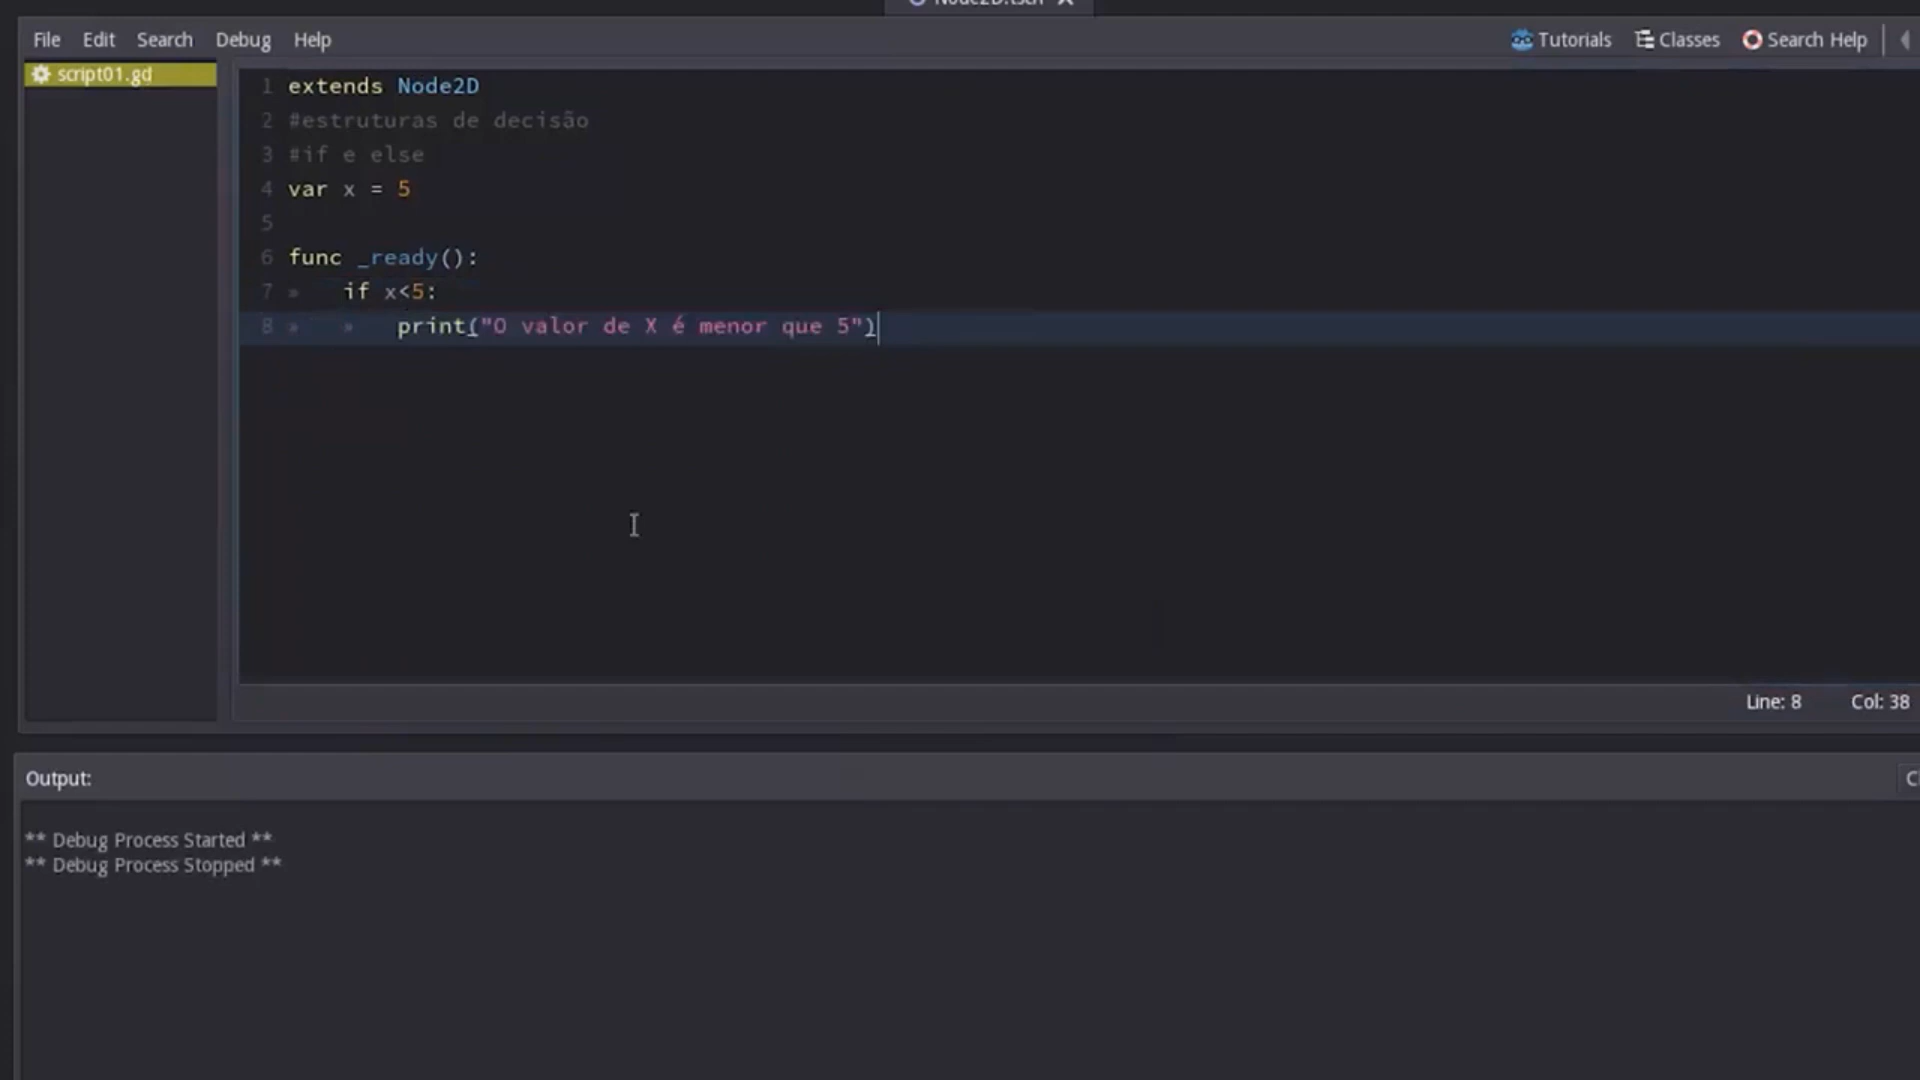 Node2D.tscn
File Edit Search Debug Help Tutorials Classes Search Help
script01.gd
1 extends Node2D
2 #estruturas de decisão
3 #if e else
4 var x = 5
5
6 func _ready():
7 if x<5:
8 print("O valor de X é menor que 5")
Line: 8 Col: 38
Output:
** Debug Process Started **
** Debug Process Stopped **